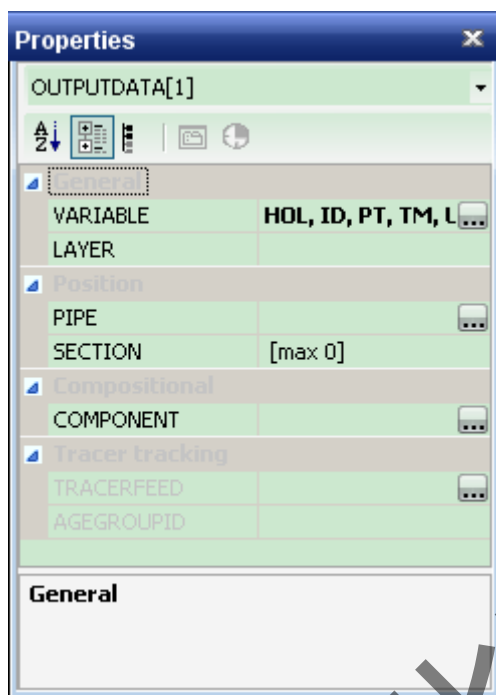 Properties
OUTPUTDATA[1]
General
VARIABLE HOL, ID, PT, TM, L...
LAYER
Position
PIPE ...
SECTION [max 0]
Compositional
COMPONENT ...
Tracer tracking
TRACERFEED ...
AGEGROUPID
General